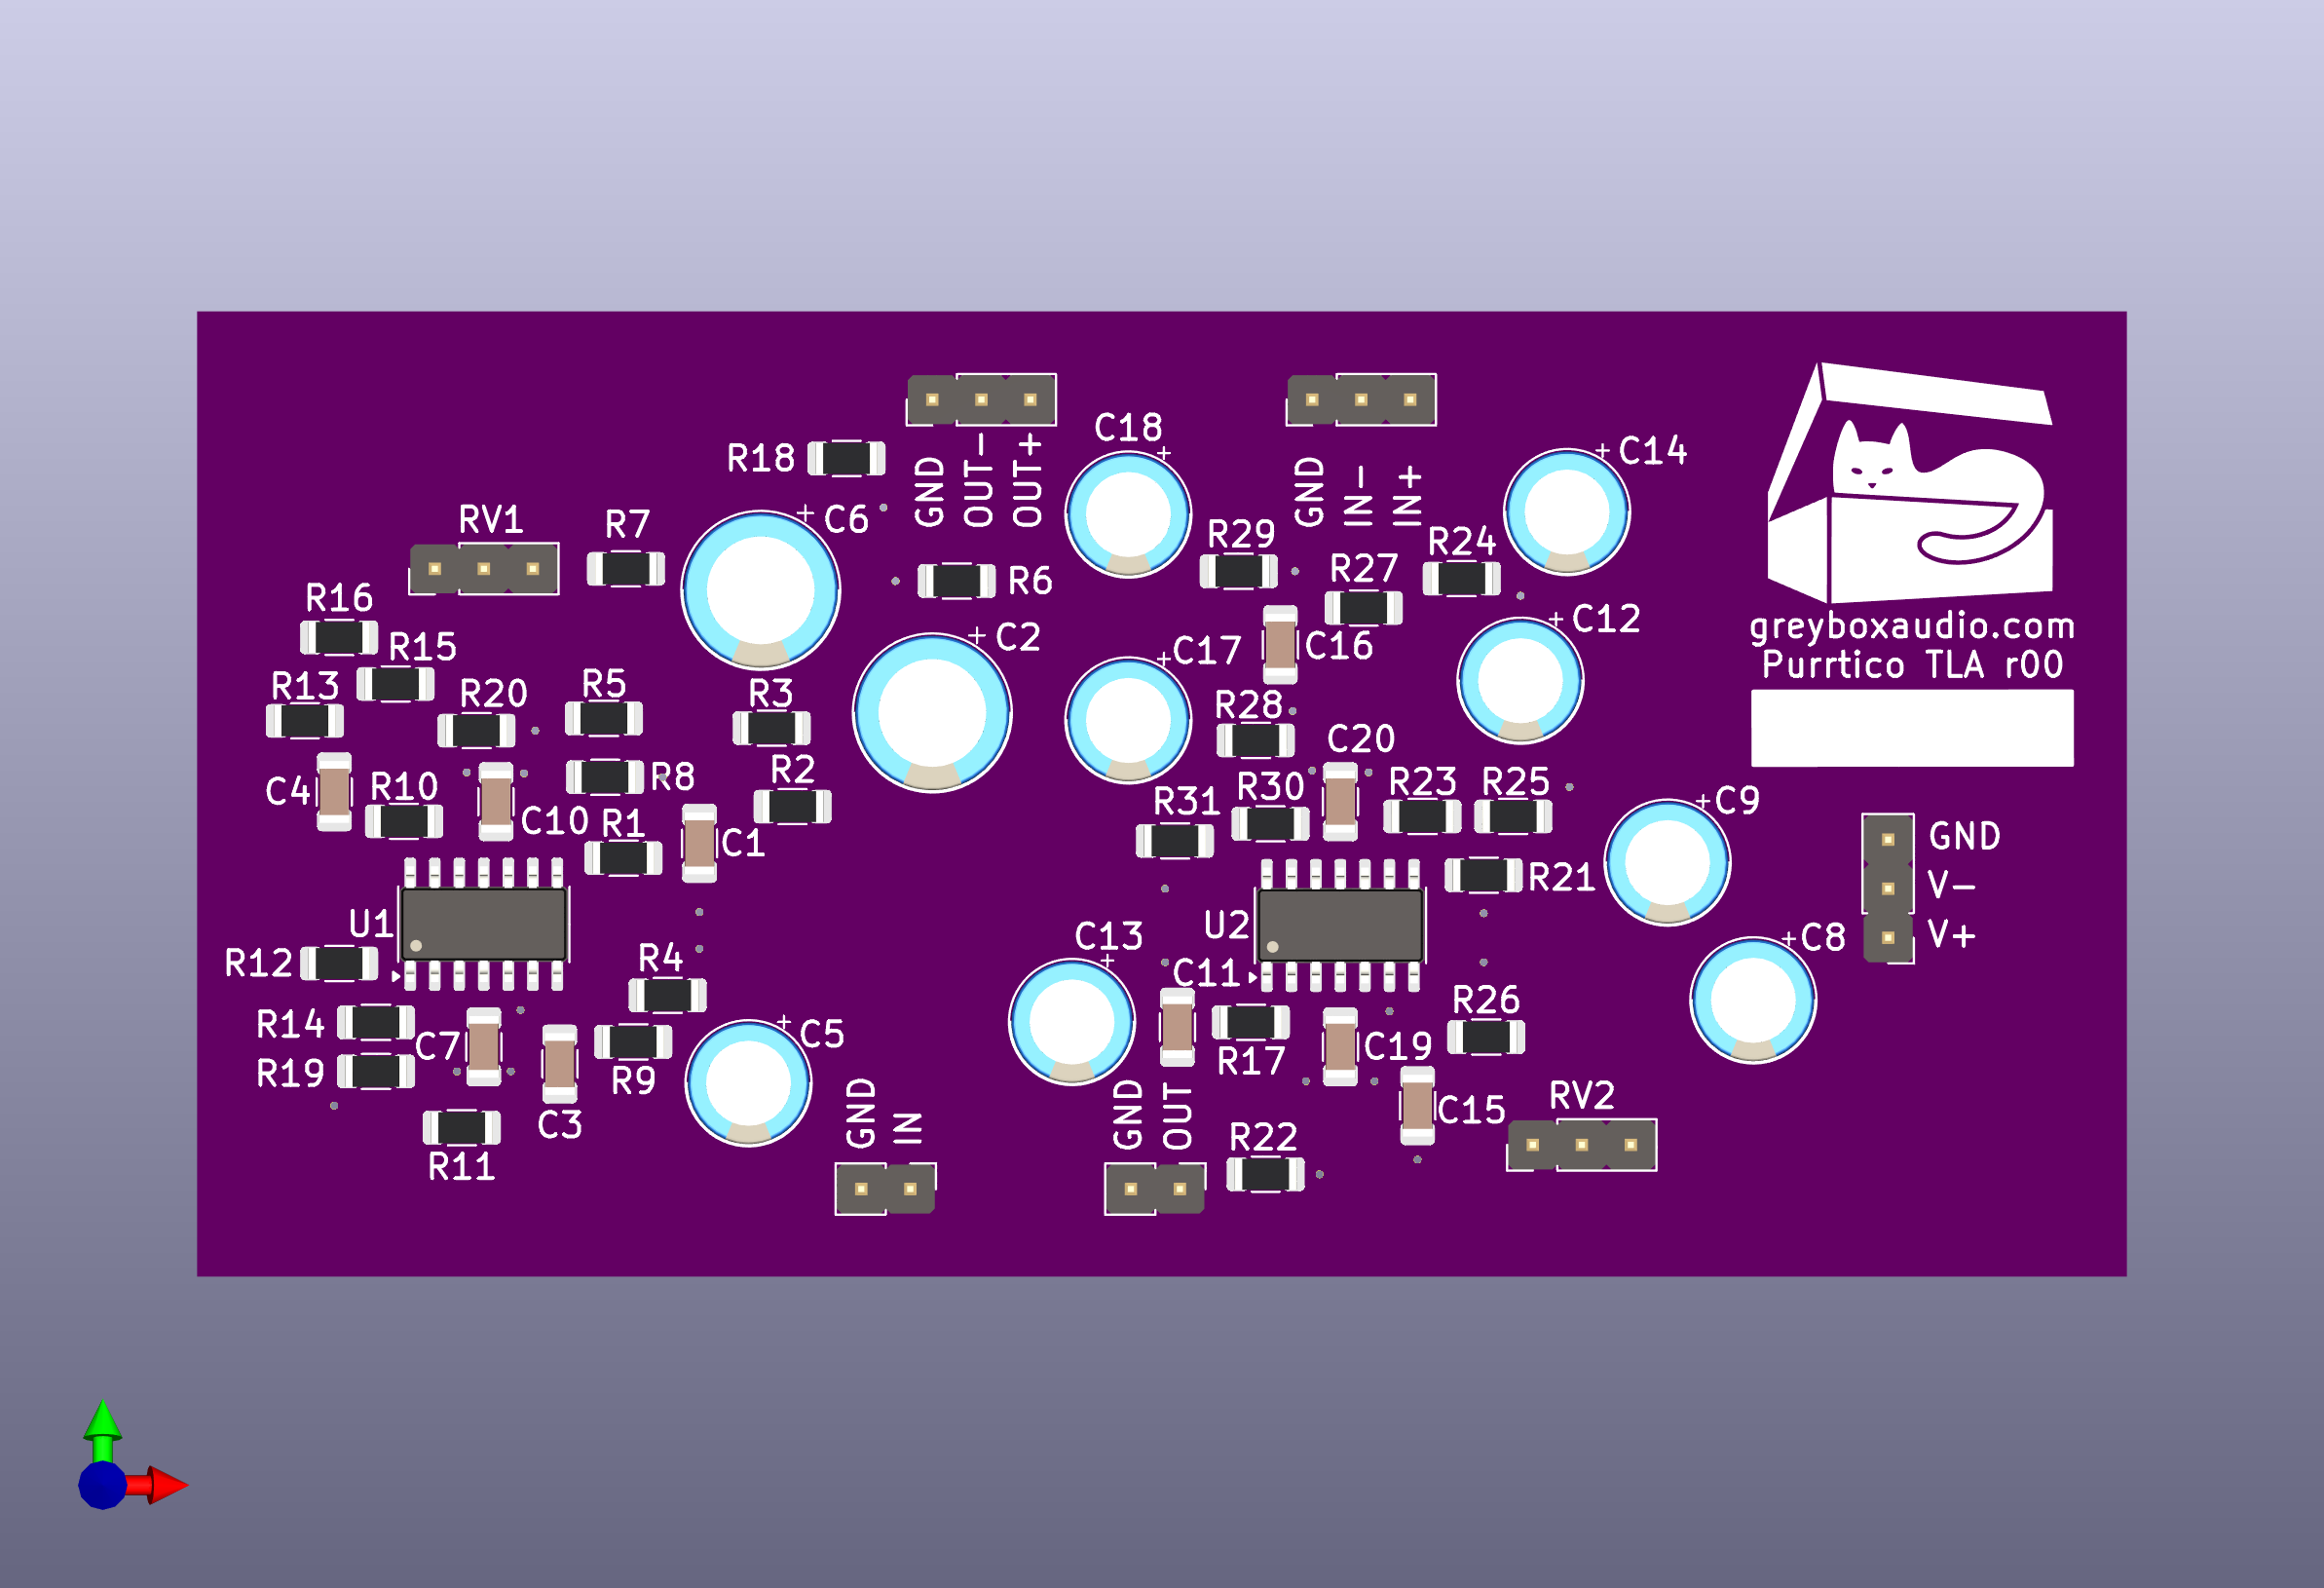 C18
C14
R18
GND
OUT-
OUT+
GND
IN-
IN+
RV1
R7
C6
R29
R24
R27
R6
R16
C2
C12
greyboxaudio.com
R15
C17
C16
Purrtico TLA r00
R13
R20
R5
R3
R28
C20
C4
R10
R8
R2
R30
R23
R25
R31
C9
C10
R1
C1
GND
R21
V-
U1
U2
C13
C8
V+
R12
R4
C11
R14
R26
C7
C5
C19
R19
R9
R17
C3
GND
IN
GND
OUT
C15
RV2
R11
R22